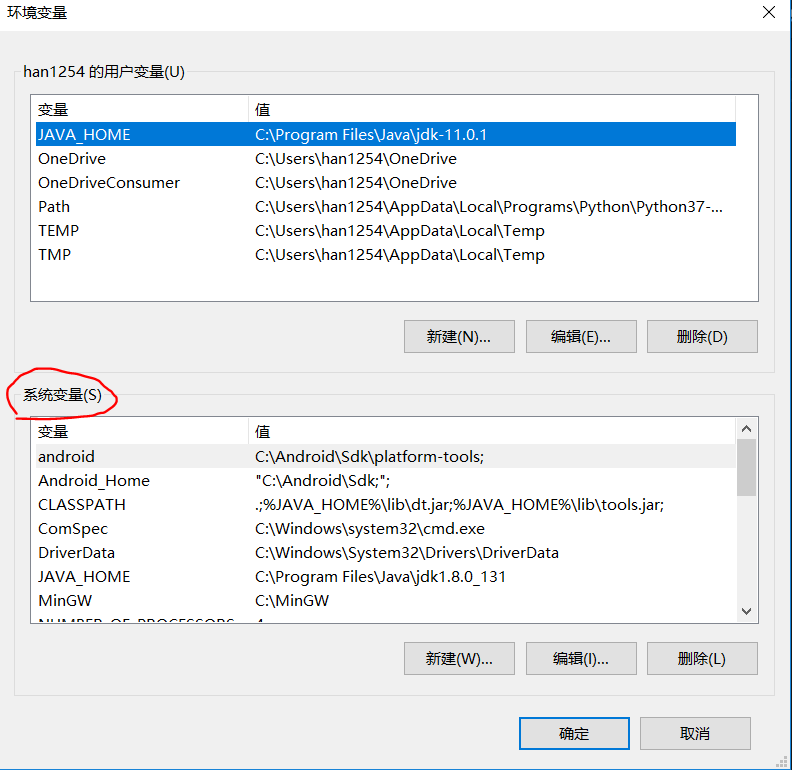 环境变量
han1254 的用户变量(U)
变量 值
JAVA_HOME C:\Program Files\Java\jdk-11.0.1
OneDrive C:\Users\han1254\OneDrive
OneDriveConsumer C:\Users\han1254\OneDrive
Path C:\Users\han1254\AppData\Local\Programs\Python\Python37-...
TEMP C:\Users\han1254\AppData\Local\Temp
TMP C:\Users\han1254\AppData\Local\Temp
新建(N)... 编辑(E)... 删除(D)
系统变量(S)
变量 值
android C:\Android\Sdk\platform-tools;
Android_Home "C:\Android\Sdk;";
CLASSPATH .;%JAVA_HOME%\lib\dt.jar;%JAVA_HOME%\lib\tools.jar;
ComSpec C:\Windows\system32\cmd.exe
DriverData C:\Windows\System32\Drivers\DriverData
JAVA_HOME C:\Program Files\Java\jdk1.8.0_131
MinGW C:\MinGW
NUMBER_OF_PROCESSORS 4
新建(W)... 编辑(I)... 删除(L)
确定 取消